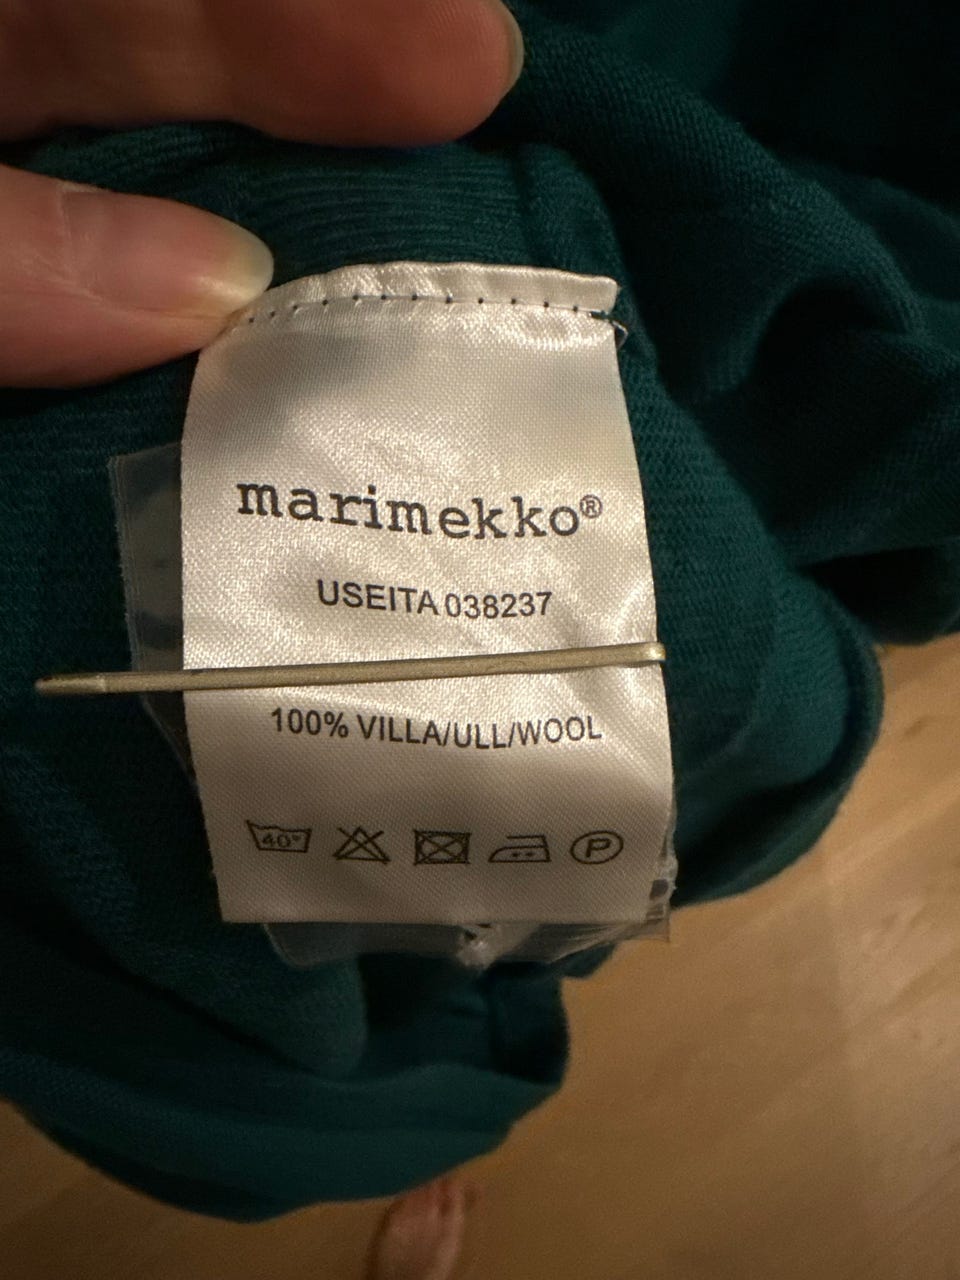 marimekko®
USEITA 038237
100% VILLA/ULL/WOOL
40° P